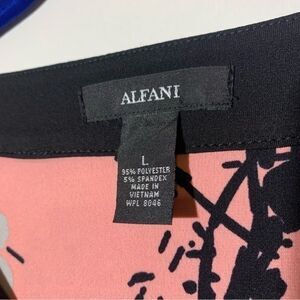 ALFANI
L
95% POLYESTER
5% SPANDEX
MADE IN
VIETNAM
WPL 8046